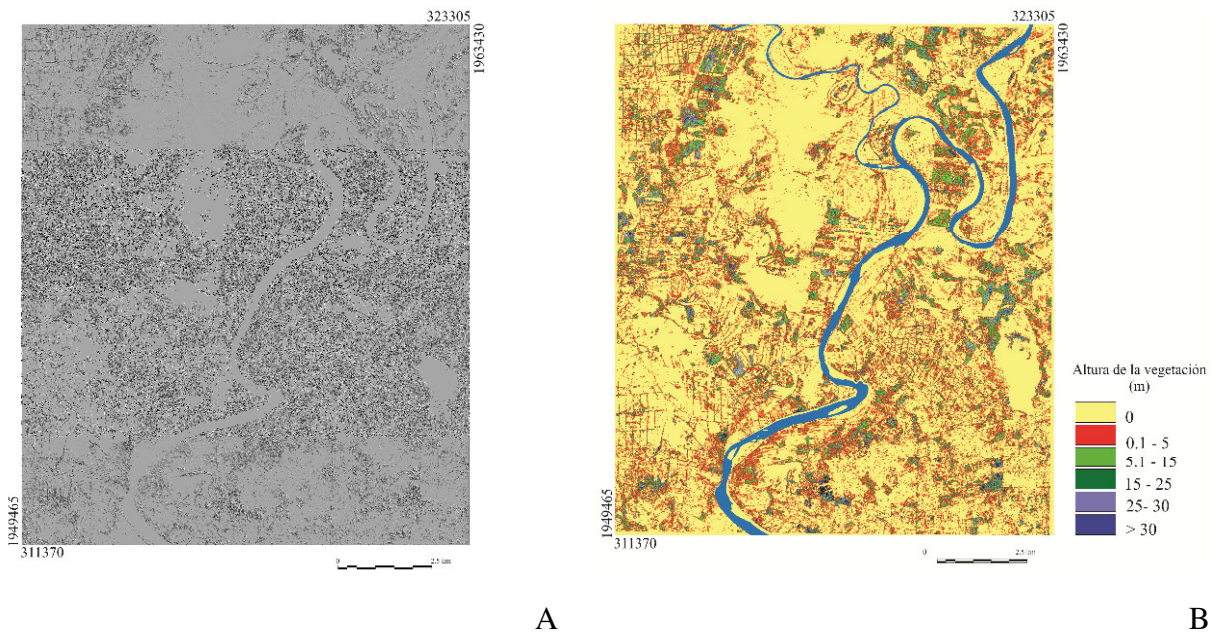 323305
1963430
1949465
311370
0 2.5 km
A
323305
1963430
1949465
311370
0 2.5 km
Altura de la vegetación
(m)
0
0.1 - 5
5.1 - 15
15 - 25
25- 30
> 30
B